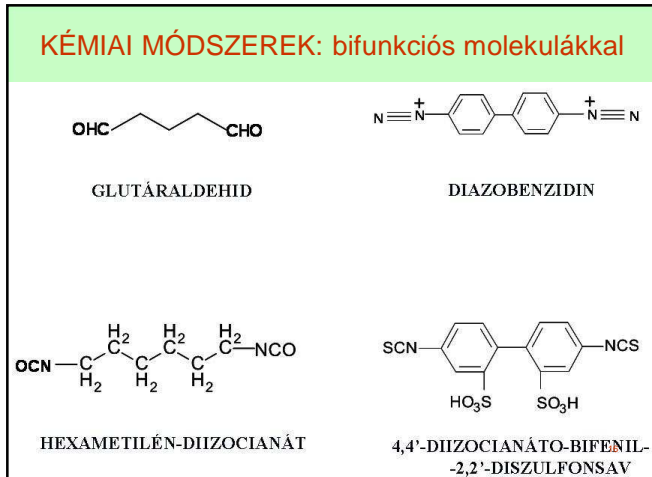 KÉMIAI MÓDSZEREK: bifunkciós molekulákkal
OHC CHO
GLUTÁRALDEHID
N≡N+ N+≡N
DIAZOBENZIDIN
OCN C H2 C H2 C H2 C H2 C H2 C H2 NCO
HEXAMETILÉN-DIIZOCIANÁT
SCN NCS
HO3S SO3H
4,4'-DIIZOCIANÁTO-BIFENIL-
-2,2'-DISZULFONSAV